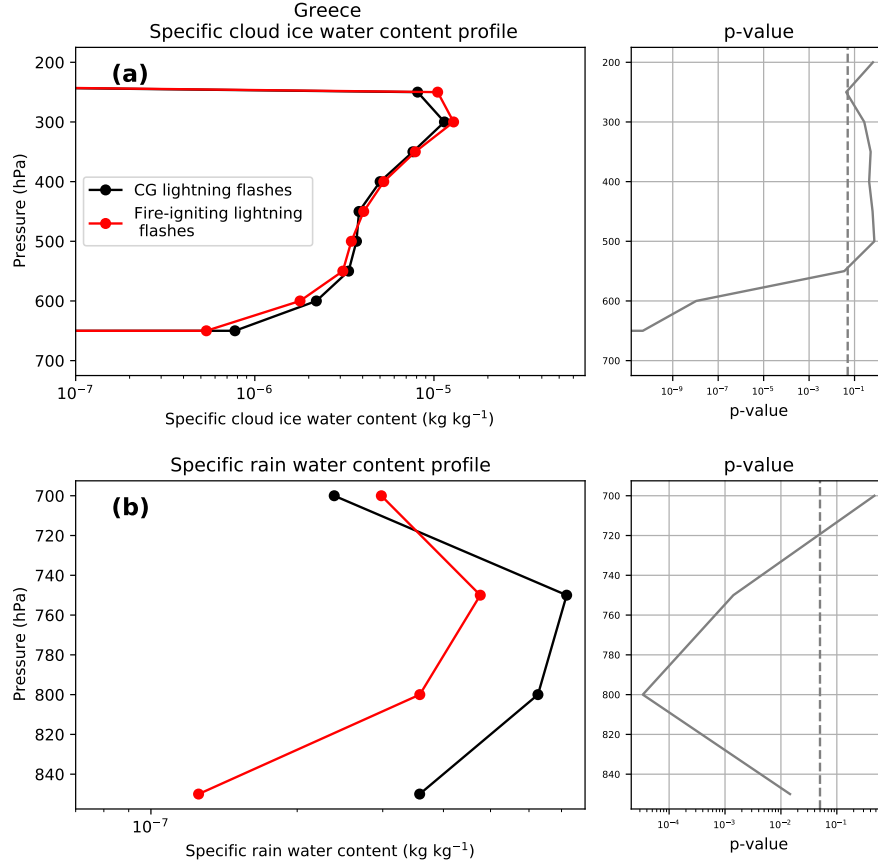 Greece
Specific cloud ice water content profile
p-value
(a)
200
300
400
500
600
700
Pressure (hPa)
CG lightning flashes
Fire-igniting lightning
flashes
10⁻⁷
10⁻⁶
10⁻⁵
Specific cloud ice water content (kg kg⁻¹)
200
300
400
500
600
700
10⁻⁹
10⁻⁷
10⁻⁵
10⁻³
10⁻¹
p-value
Specific rain water content profile
p-value
(b)
700
720
740
760
780
800
820
840
Pressure (hPa)
10⁻⁷
Specific rain water content (kg kg⁻¹)
700
720
740
760
780
800
820
840
10⁻⁴
10⁻³
10⁻²
10⁻¹
p-value